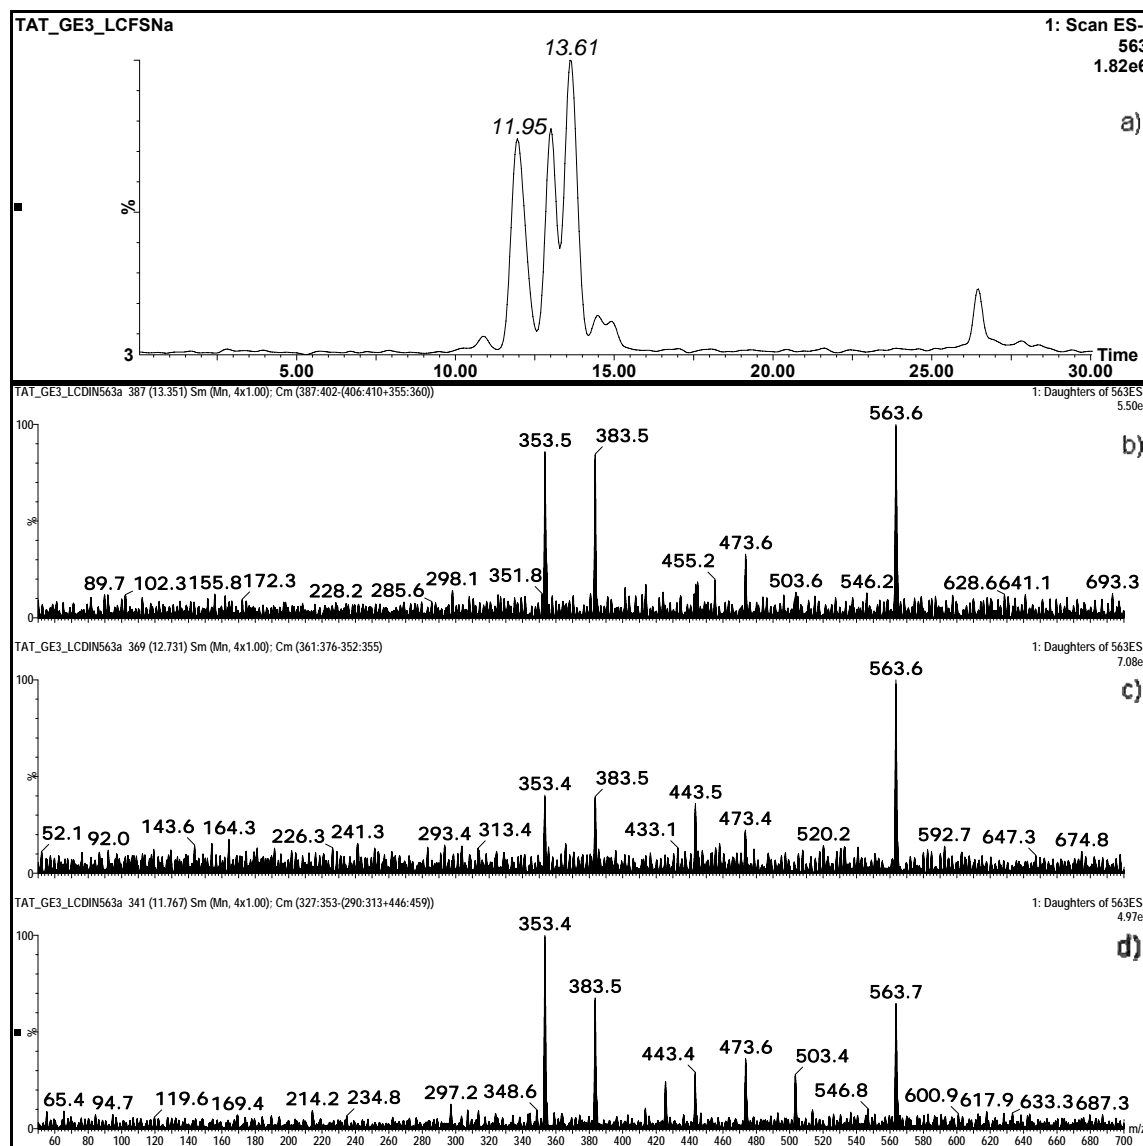 TAT_GE3_LCFSNa
1: Scan ES-
563
1.82e6
a)
13.61
11.95
%
3
Time
5.00 10.00 15.00 20.00 25.00 30.00
TAT_GE3_LCDIN563a 387 (13.351) Sm (Mn, 4x1.00); Cm (387:402-(406:410+355:360))
1: Daughters of 563ES
5.50e
b)
100
%
0
89.7 102.3 155.8 172.3 228.2 285.6 298.1 351.8 353.5 383.5 455.2 473.6 503.6 546.2 563.6 628.6 641.1 693.3
TAT_GE3_LCDIN563a 369 (12.731) Sm (Mn, 4x1.00); Cm (361:376-352:355)
1: Daughters of 563ES
7.08e
c)
100
%
0
52.1 92.0 143.6 164.3 226.3 241.3 293.4 313.4 353.4 383.5 433.1 443.5 473.4 520.2 563.6 592.7 647.3 674.8
TAT_GE3_LCDIN563a 341 (11.767) Sm (Mn, 4x1.00); Cm (327:353-(290:313+446:459))
1: Daughters of 563ES
4.97e
d)
100
%
0
65.4 94.7 119.6 169.4 214.2 234.8 297.2 348.6 353.4 383.5 443.4 473.6 503.4 546.8 563.7 600.9 617.9 633.3 687.3
m/z
60 80 100 120 140 160 180 200 220 240 260 280 300 320 340 360 380 400 420 440 460 480 500 520 540 560 580 600 620 640 660 680 700